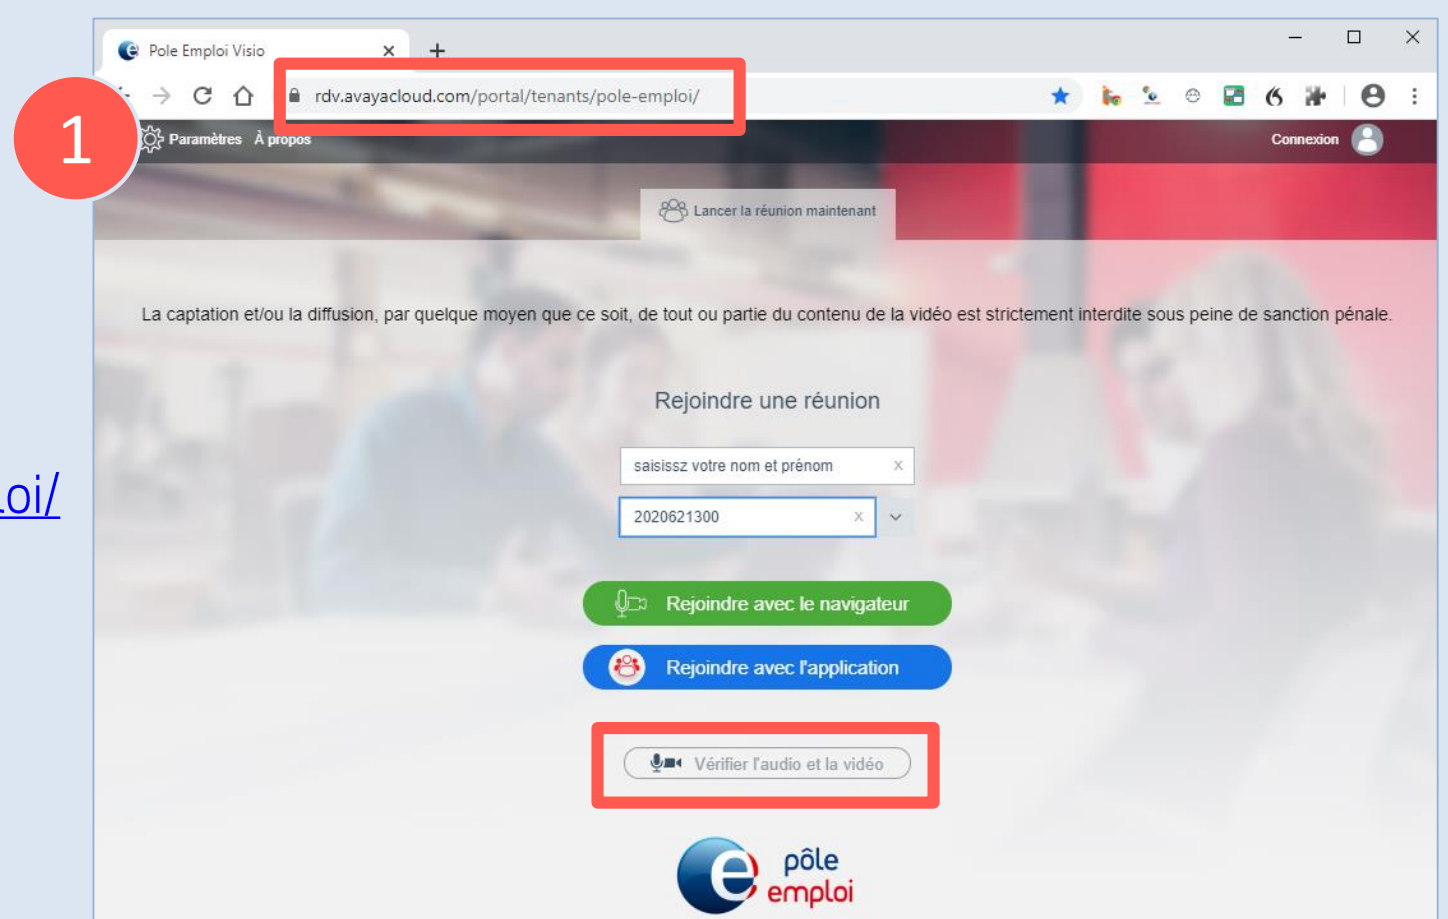 Pole Emploi Visio
rdv.avayacloud.com/portal/tenants/pole-emploi/
1
Paramètres À propos
Connexion
Lancer la réunion maintenant
La captation et/ou la diffusion, par quelque moyen que ce soit, de tout ou partie du contenu de la vidéo est strictement interdite sous peine de sanction pénale.
Rejoindre une réunion
saisissz votre nom et prénom
oi/
2020621300
Rejoindre avec le navigateur
Rejoindre avec l'application
Vérifier l'audio et la vidéo
pôle
emploi